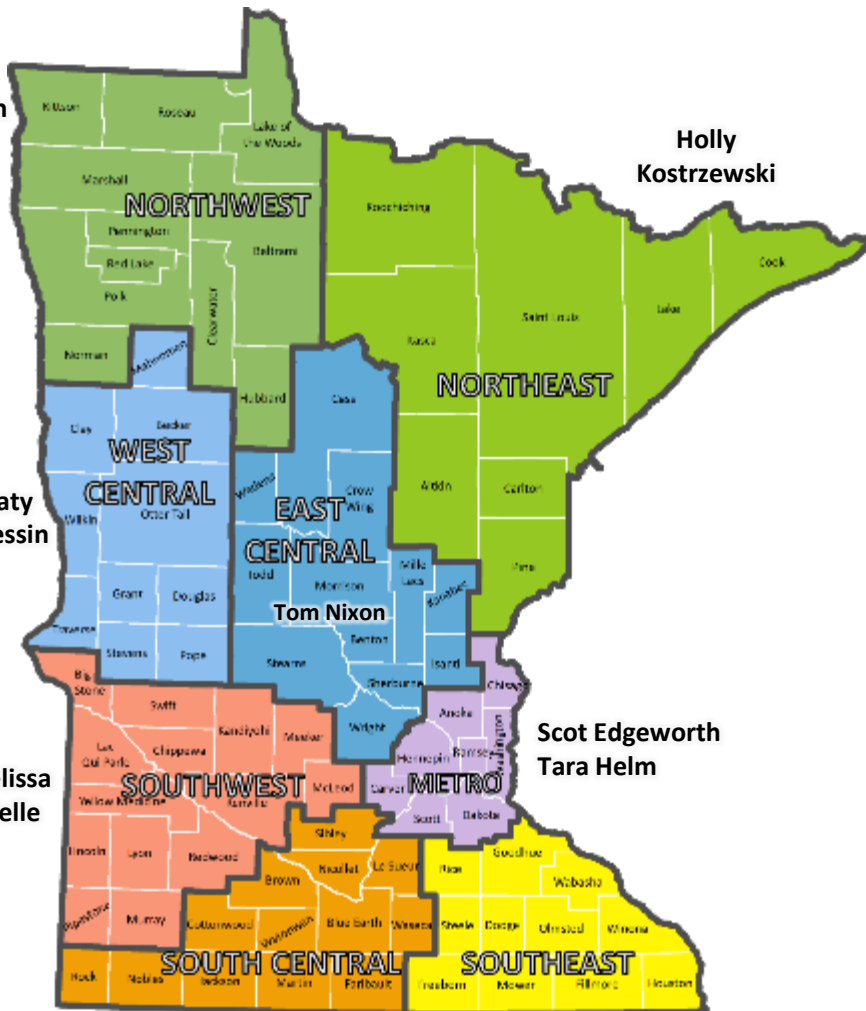 Kittson
Roseau
Lake of
the Woods
Holly
Kostrzewski
Marshall
NORTHWEST
Koochiching
Pennington
Beltrami
Red Lake
Cook
Polk
Clearwater
Lake
Saint Louis
Itasca
Norman
Mahnomen
NORTHEAST
Hubbard
Cass
Clay
Becker
WEST
CENTRAL
Wadena
Crow
Wing
Aitkin
Carlton
EAST
CENTRAL
Otter Tail
Wilkin
Mille
Lacs
Pine
Todd
Morrison
Kanabec
Grant
Douglas
Tom Nixon
Benton
Traverse
Stevens
Pope
Stearns
Isanti
Sherburne
Big
Stone
Swift
Chisago
Anoka
Wright
Kandiyohi
Meeker
Washington
Scot Edgeworth
Tara Helm
Lac
Qui Parle
Chippewa
Hennepin
Ramsey
SOUTHWEST
McLeod
Carver
METRO
Yellow Medicine
Renville
Scott
Dakota
Sibley
Lincoln
Lyon
Redwood
Nicollet
Le Sueur
Rice
Goodhue
Wabasha
Brown
Pipestone
Murray
Cottonwood
Watonwan
Blue Earth
Waseca
Steele
Dodge
Olmsted
Winona
SOUTH CENTRAL
SOUTHEAST
Rock
Nobles
Jackson
Martin
Faribault
Freeborn
Mower
Fillmore
Houston